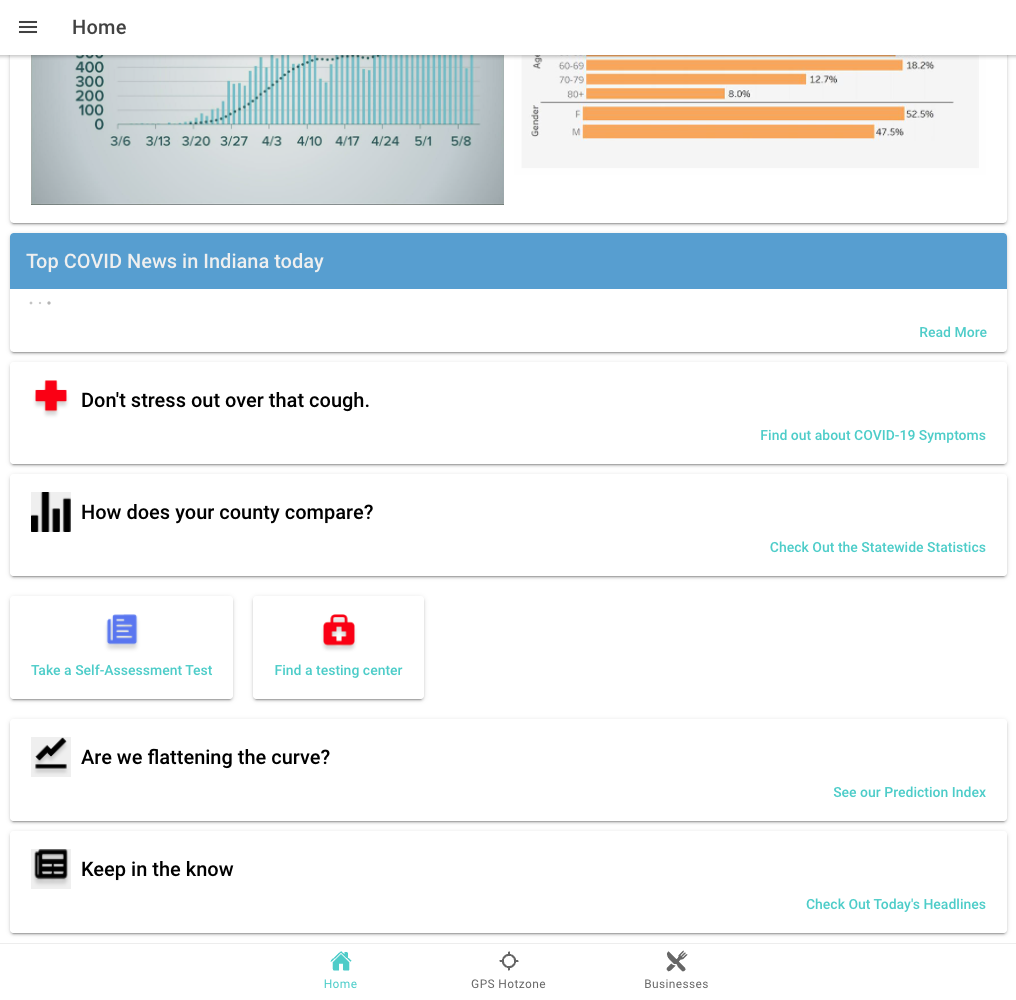 Home
400
300
200
100
0
3/6 3/13 3/20 3/27 4/3 4/10 4/17 4/24 5/1 5/8
60-69 18.2%
70-79 12.7%
80+ 8.0%
Gender
F 52.5%
M 47.5%
Top COVID News in Indiana today
Read More
Don't stress out over that cough.
Find out about COVID-19 Symptoms
How does your county compare?
Check Out the Statewide Statistics
Take a Self-Assessment Test
Find a testing center
Are we flattening the curve?
See our Prediction Index
Keep in the know
Check Out Today's Headlines
Home GPS Hotzone Businesses